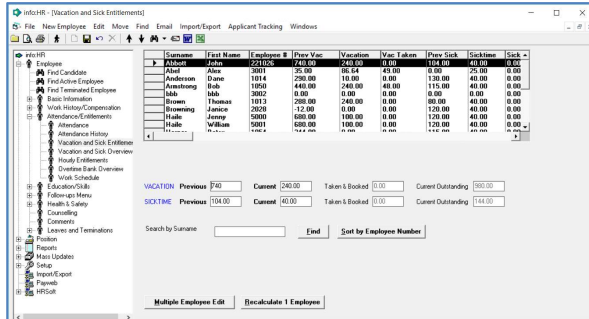 info:HR - [Vacation and Sick Entitlements]
File New Employee Edit Move Find Email Import/Export Applicant Tracking Windows
info:HR
Employee
Find Candidate
Find Active Employee
Find Terminated Employee
Basic Information
Work History/Compensation
Attendance/Entitlements
Attendance
Attendance History
Vacation and Sick Entitlemen
Vacation and Sick Overview
Hourly Entitlements
Overtime Bank Overview
Work Schedule
Education/Skills
Follow-ups Menu
Health & Safety
Counselling
Comments
Leaves and Terminations
Position
Reports
Mass Updates
Setup
Import/Export
Payweb
HRSoft
Surname First Name Employee # Prev Vac Vacation Vac Taken Prev Sick Sicktime Sick
Abbott John 221026 740.00 240.00 0.00 104.00 40.00 0.00
Abel Alex 3001 35.00 86.64 49.00 0.00 25.00 0.00
Anderson Dane 1014 290.00 10.00 0.00 130.00 40.00 0.00
Armstrong Bob 1050 440.00 240.00 48.00 115.00 40.00 0.00
bbb bbb 3002 0.00 0.00 0.00 0.00 0.00 0.00
Brown Thomas 1013 288.00 240.00 0.00 80.00 40.00 0.00
Browning Janice 2028 -12.00 0.00 0.00 0.00 40.00 0.00
Haile Jenny 5000 680.00 100.00 0.00 120.00 40.00 0.00
Haile William 5001 680.00 100.00 0.00 120.00 40.00 0.00
VACATION Previous 740 Current 240.00 Taken & Booked 0.00 Current Outstanding 980.00
SICKTIME Previous 104.00 Current 40.00 Taken & Booked 0.00 Current Outstanding 144.00
Search by Surname Find Sort by Employee Number
Multiple Employee Edit Recalculate 1 Employee